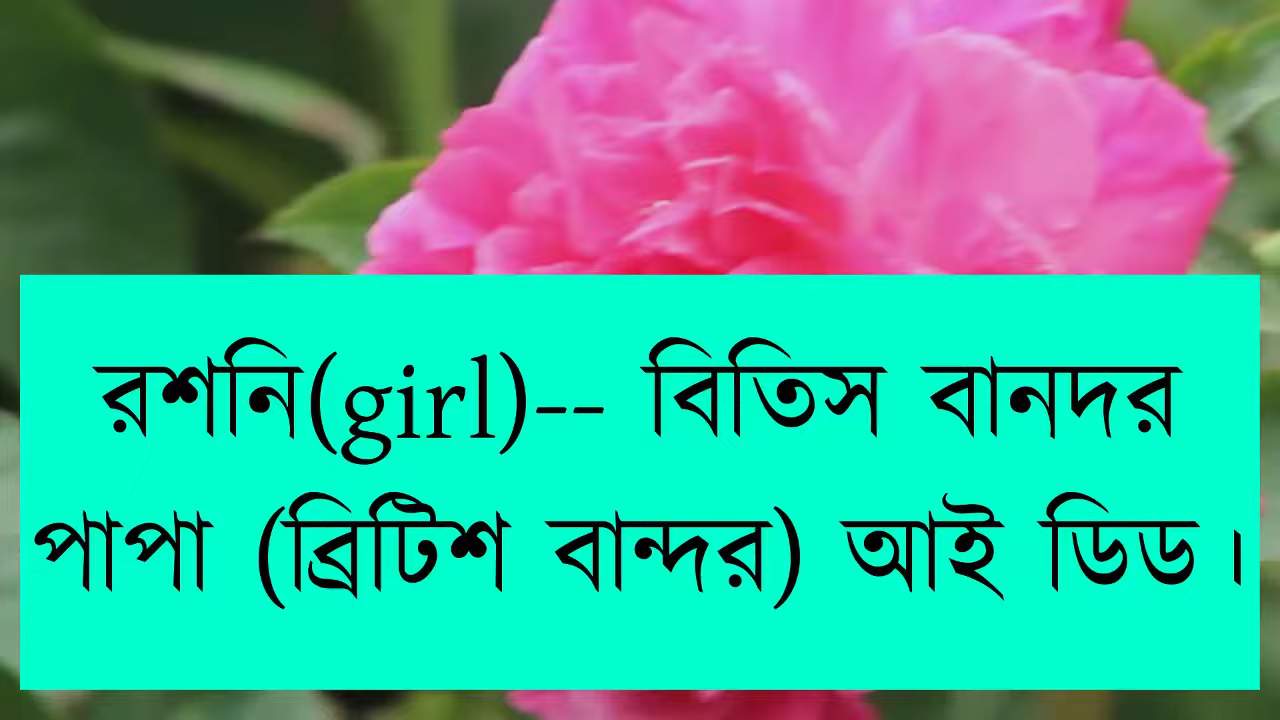 রশনি(girl)-- বিতিস বানদর
পাপা (ব্রিটিশ বান্দর) আই ডিড।